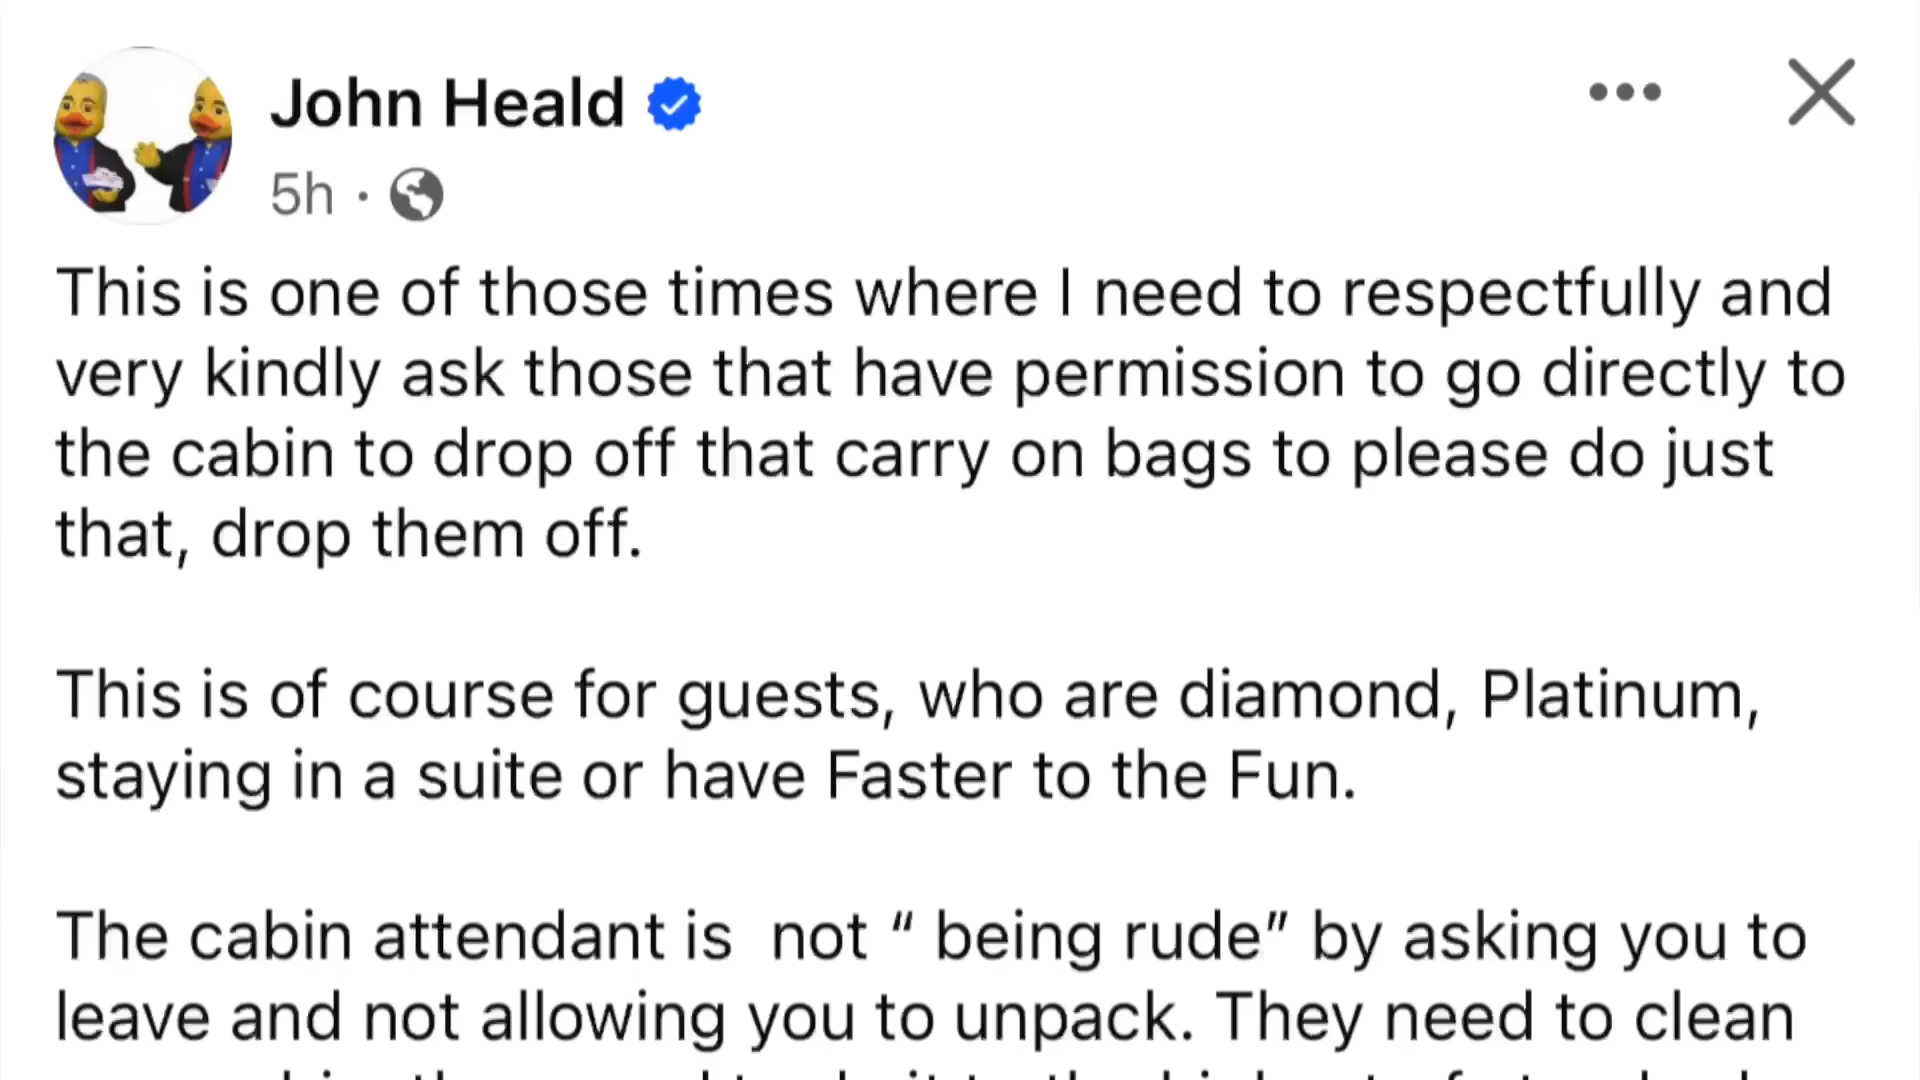 John Heald
5h ·
This is one of those times where I need to respectfully and
very kindly ask those that have permission to go directly to
the cabin to drop off that carry on bags to please do just
that, drop them off.
This is of course for guests, who are diamond, Platinum,
staying in a suite or have Faster to the Fun.
The cabin attendant is  not “ being rude” by asking you to
leave and not allowing you to unpack. They need to clean